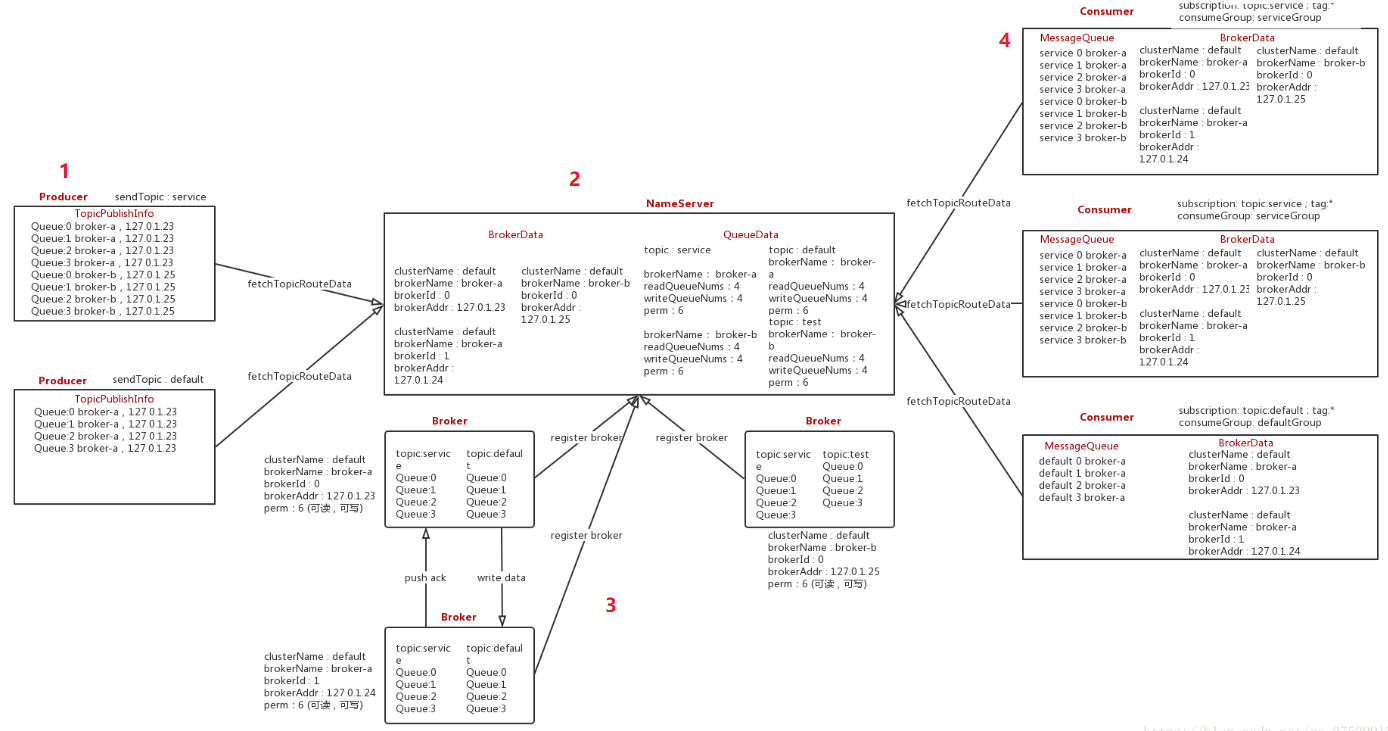 1
Producer
sendTopic : service
TopicPublishInfo
Queue:0 broker-a , 127.0.1.23
Queue:1 broker-a , 127.0.1.23
Queue:2 broker-a , 127.0.1.23
Queue:3 broker-a , 127.0.1.23
Queue:0 broker-b , 127.0.1.25
Queue:1 broker-b , 127.0.1.25
Queue:2 broker-b , 127.0.1.25
Queue:3 broker-b , 127.0.1.25
fetchTopicRouteData
Producer
sendTopic : default
TopicPublishInfo
Queue:0 broker-a , 127.0.1.23
Queue:1 broker-a , 127.0.1.23
Queue:2 broker-a , 127.0.1.23
Queue:3 broker-a , 127.0.1.23
fetchTopicRouteData
2
NameServer
BrokerData
clusterName : default
brokerName : broker-a
brokerId : 0
brokerAddr : 127.0.1.23
clusterName : default
brokerName : broker-a
brokerId : 1
brokerAddr :
127.0.1.24
clusterName : default
brokerName : broker-b
brokerId : 0
brokerAddr :
127.0.1.25
QueueData
topic : service
brokerName : broker-a
readQueueNums : 4
writeQueueNums : 4
perm : 6
brokerName : broker-b
readQueueNums : 4
writeQueueNums : 4
perm : 6
topic : default
brokerName : broker-
a
readQueueNums : 4
writeQueueNums : 4
perm : 6
topic : test
brokerName : broker-
b
readQueueNums : 4
writeQueueNums : 4
perm : 6
Broker
topic:servic
e
Queue:0
Queue:1
Queue:2
Queue:3
topic:defaul
t
Queue:0
Queue:1
Queue:2
Queue:3
clusterName : default
brokerName : broker-a
brokerId : 0
brokerAddr : 127.0.1.23
perm : 6 (可读 , 可写)
register broker
register broker
register broker
Broker
topic:servic
e
Queue:0
Queue:1
Queue:2
Queue:3
topic:test
Queue:0
Queue:1
Queue:2
Queue:3
clusterName : default
brokerName : broker-b
brokerId : 0
brokerAddr : 127.0.1.25
perm : 6 (可读 , 可写)
push ack
write data
3
Broker
topic:servic
e
Queue:0
Queue:1
Queue:2
Queue:3
topic:defaul
t
Queue:0
Queue:1
Queue:2
Queue:3
clusterName : default
brokerName : broker-a
brokerId : 1
brokerAddr : 127.0.1.24
perm : 6 (可读 , 可写)
4
Consumer
subscription: topic:service ; tag:*
consumeGroup: serviceGroup
MessageQueue
service 0 broker-a
service 1 broker-a
service 2 broker-a
service 3 broker-a
service 0 broker-b
service 1 broker-b
service 2 broker-b
service 3 broker-b
BrokerData
clusterName : default
brokerName : broker-a
brokerId : 0
brokerAddr : 127.0.1.23
clusterName : default
brokerName : broker-a
brokerId : 1
brokerAddr :
127.0.1.24
clusterName : default
brokerName : broker-b
brokerId : 0
brokerAddr :
127.0.1.25
fetchTopicRouteData
Consumer
subscription: topic:service ; tag:*
consumeGroup: serviceGroup
MessageQueue
service 0 broker-a
service 1 broker-a
service 2 broker-a
service 3 broker-a
service 0 broker-b
service 1 broker-b
service 2 broker-b
service 3 broker-b
BrokerData
clusterName : default
brokerName : broker-a
brokerId : 0
brokerAddr : 127.0.1.23
clusterName : default
brokerName : broker-a
brokerId : 1
brokerAddr :
127.0.1.24
clusterName : default
brokerName : broker-b
brokerId : 0
brokerAddr :
127.0.1.25
fetchTopicRouteData
Consumer
subscription: topic:default ; tag:*
consumeGroup: defaultGroup
MessageQueue
default 0 broker-a
default 1 broker-a
default 2 broker-a
default 3 broker-a
BrokerData
clusterName : default
brokerName : broker-a
brokerId : 0
brokerAddr : 127.0.1.23
clusterName : default
brokerName : broker-a
brokerId : 1
brokerAddr : 127.0.1.24
fetchTopicRouteData